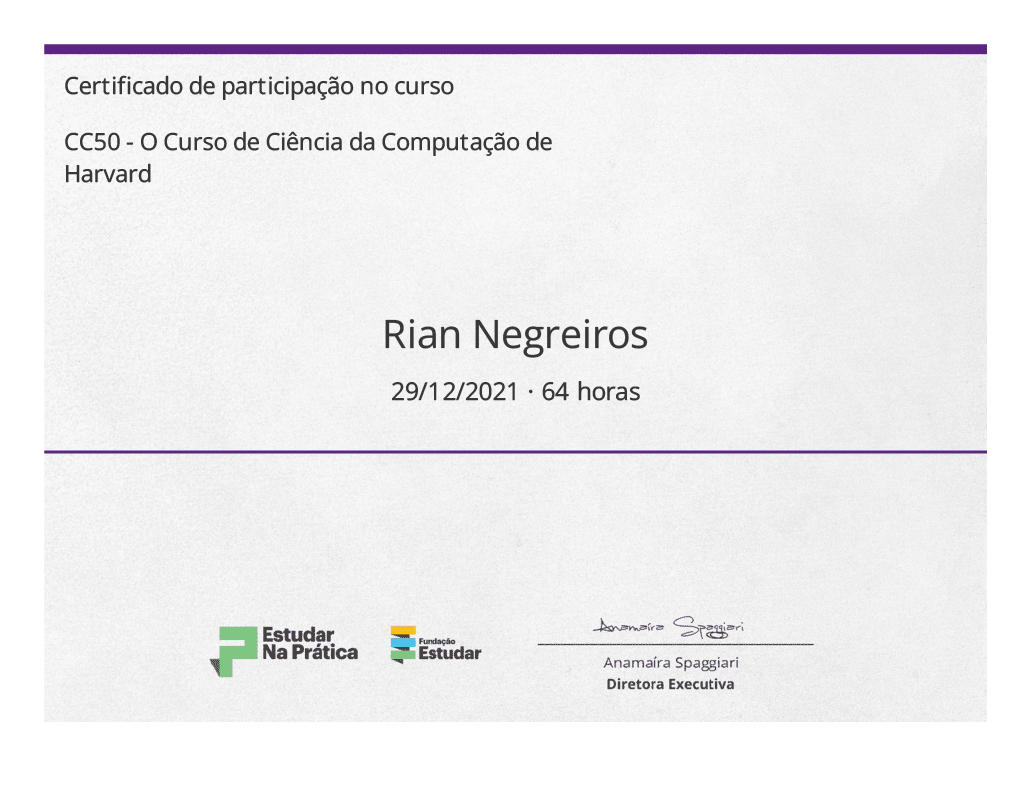 Certificado de participação no curso
CC50 - O Curso de Ciência da Computação de
Harvard
Rian Negreiros
29/12/2021 · 64 horas
Estudar
Na Prática
Fundação
Estudar
Anamaíra Spaggiari
Anamaíra Spaggiari
Diretora Executiva